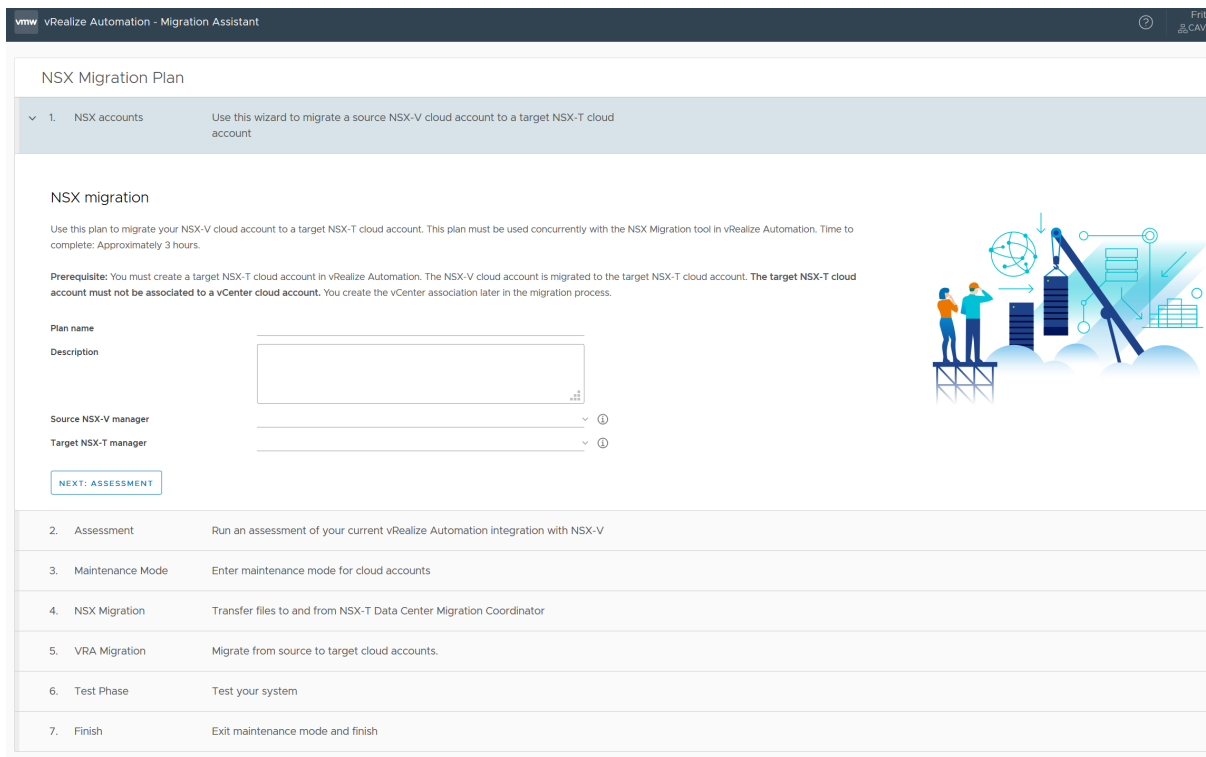 vmw vRealize Automation - Migration Assistant
Frit
CAV
NSX Migration Plan
1. NSX accounts Use this wizard to migrate a source NSX-V cloud account to a target NSX-T cloud
account
NSX migration
Use this plan to migrate your NSX-V cloud account to a target NSX-T cloud account. This plan must be used concurrently with the NSX Migration tool in vRealize Automation. Time to
complete: Approximately 3 hours.
Prerequisite: You must create a target NSX-T cloud account in vRealize Automation. The NSX-V cloud account is migrated to the target NSX-T cloud account. The target NSX-T cloud
account must not be associated to a vCenter cloud account. You create the vCenter association later in the migration process.
Plan name
Description
Source NSX-V manager
Target NSX-T manager
NEXT: ASSESSMENT
2. Assessment Run an assessment of your current vRealize Automation integration with NSX-V
3. Maintenance Mode Enter maintenance mode for cloud accounts
4. NSX Migration Transfer files to and from NSX-T Data Center Migration Coordinator
5. VRA Migration Migrate from source to target cloud accounts.
6. Test Phase Test your system
7. Finish Exit maintenance mode and finish